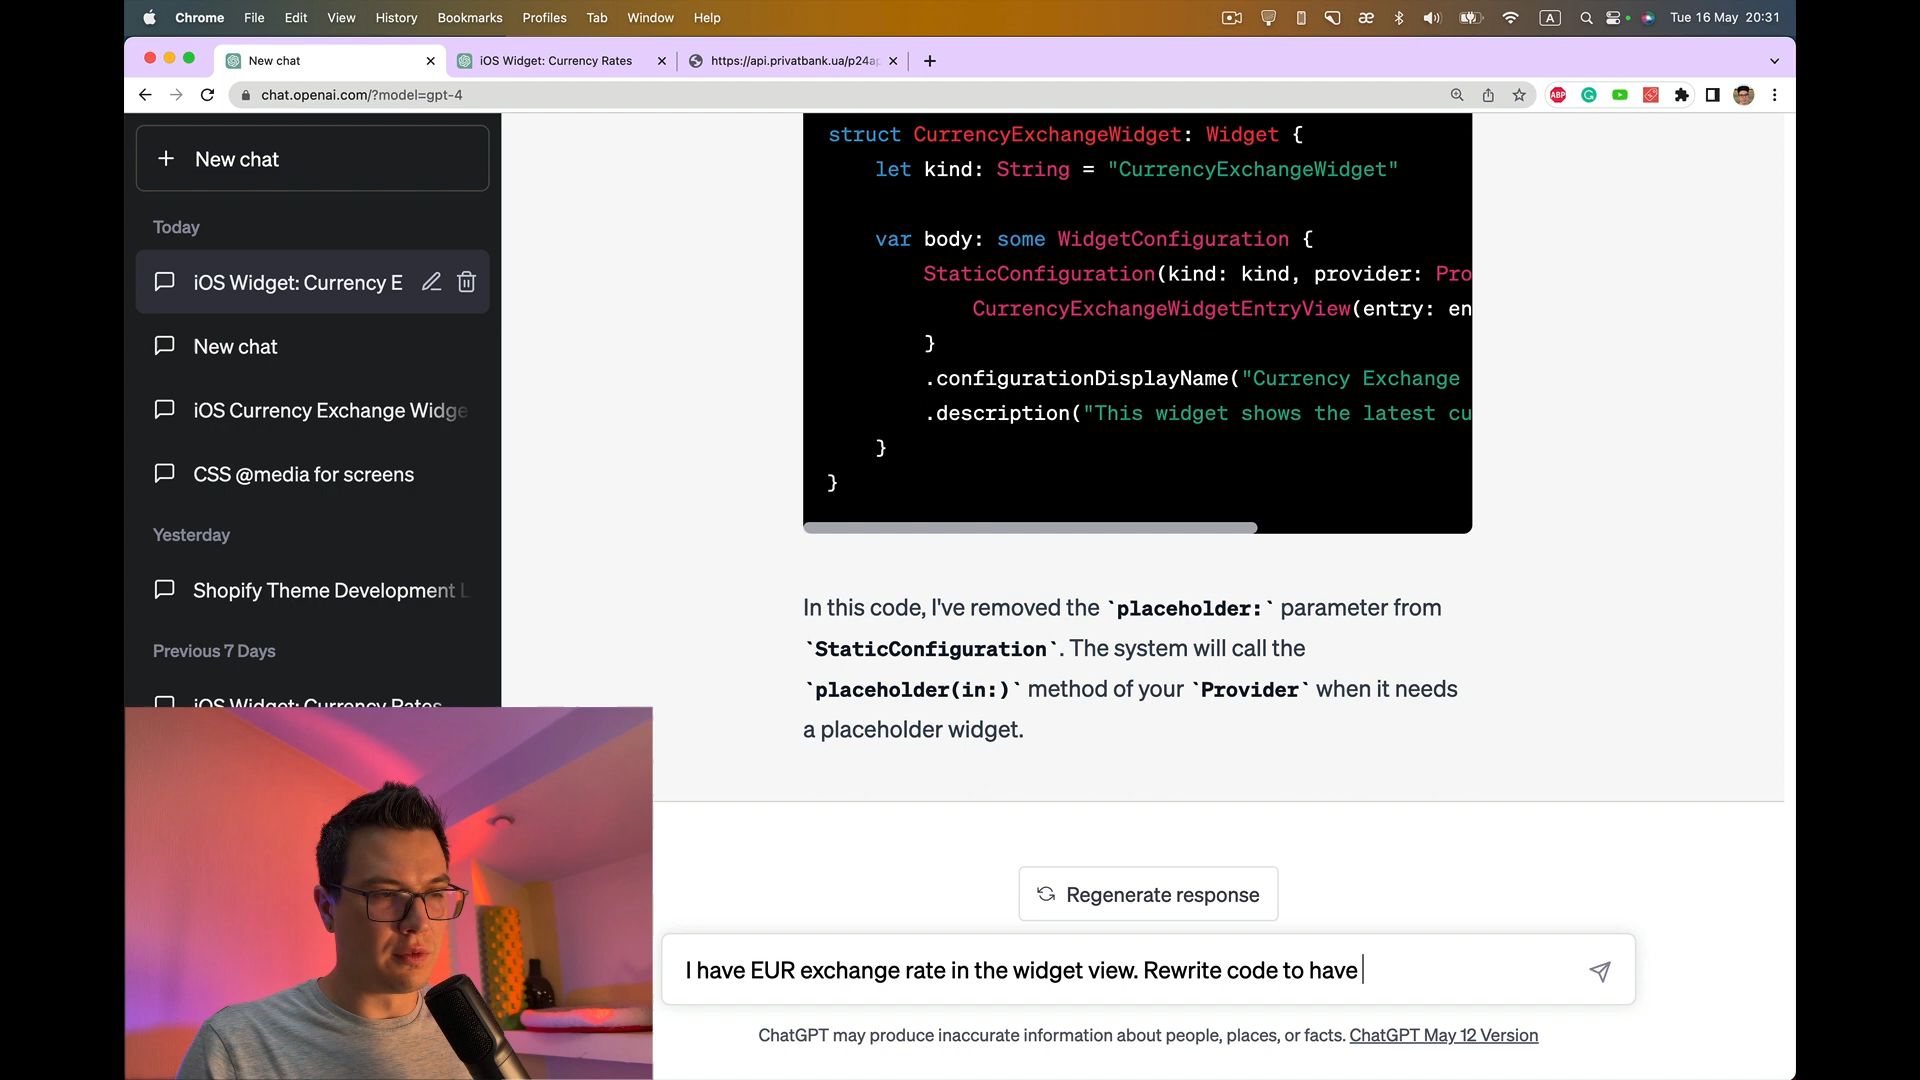 Chrome File Edit View History Bookmarks Profiles Tab Window Help
A Tue 16 May 20:31
New chat
iOS Widget: Currency Rates
https://api.privatbank.ua/p24a
chat.openai.com/?model=gpt-4
ABP
New chat
Today
iOS Widget: Currency E
New chat
iOS Currency Exchange Widge
CSS @media for screens
Yesterday
Shopify Theme Development L
Previous 7 Days
iOS Widget: Currency Rates
struct CurrencyExchangeWidget: Widget {
let kind: String = "CurrencyExchangeWidget"
var body: some WidgetConfiguration {
StaticConfiguration(kind: kind, provider: Pro
CurrencyExchangeWidgetEntryView(entry: en
}
.configurationDisplayName("Currency Exchange
.description("This widget shows the latest cu
}
}
In this code, I've removed the `placeholder:` parameter from
`StaticConfiguration`. The system will call the
`placeholder(in:)` method of your `Provider` when it needs
a placeholder widget.
Regenerate response
I have EUR exchange rate in the widget view. Rewrite code to have
ChatGPT may produce inaccurate information about people, places, or facts. ChatGPT May 12 Version